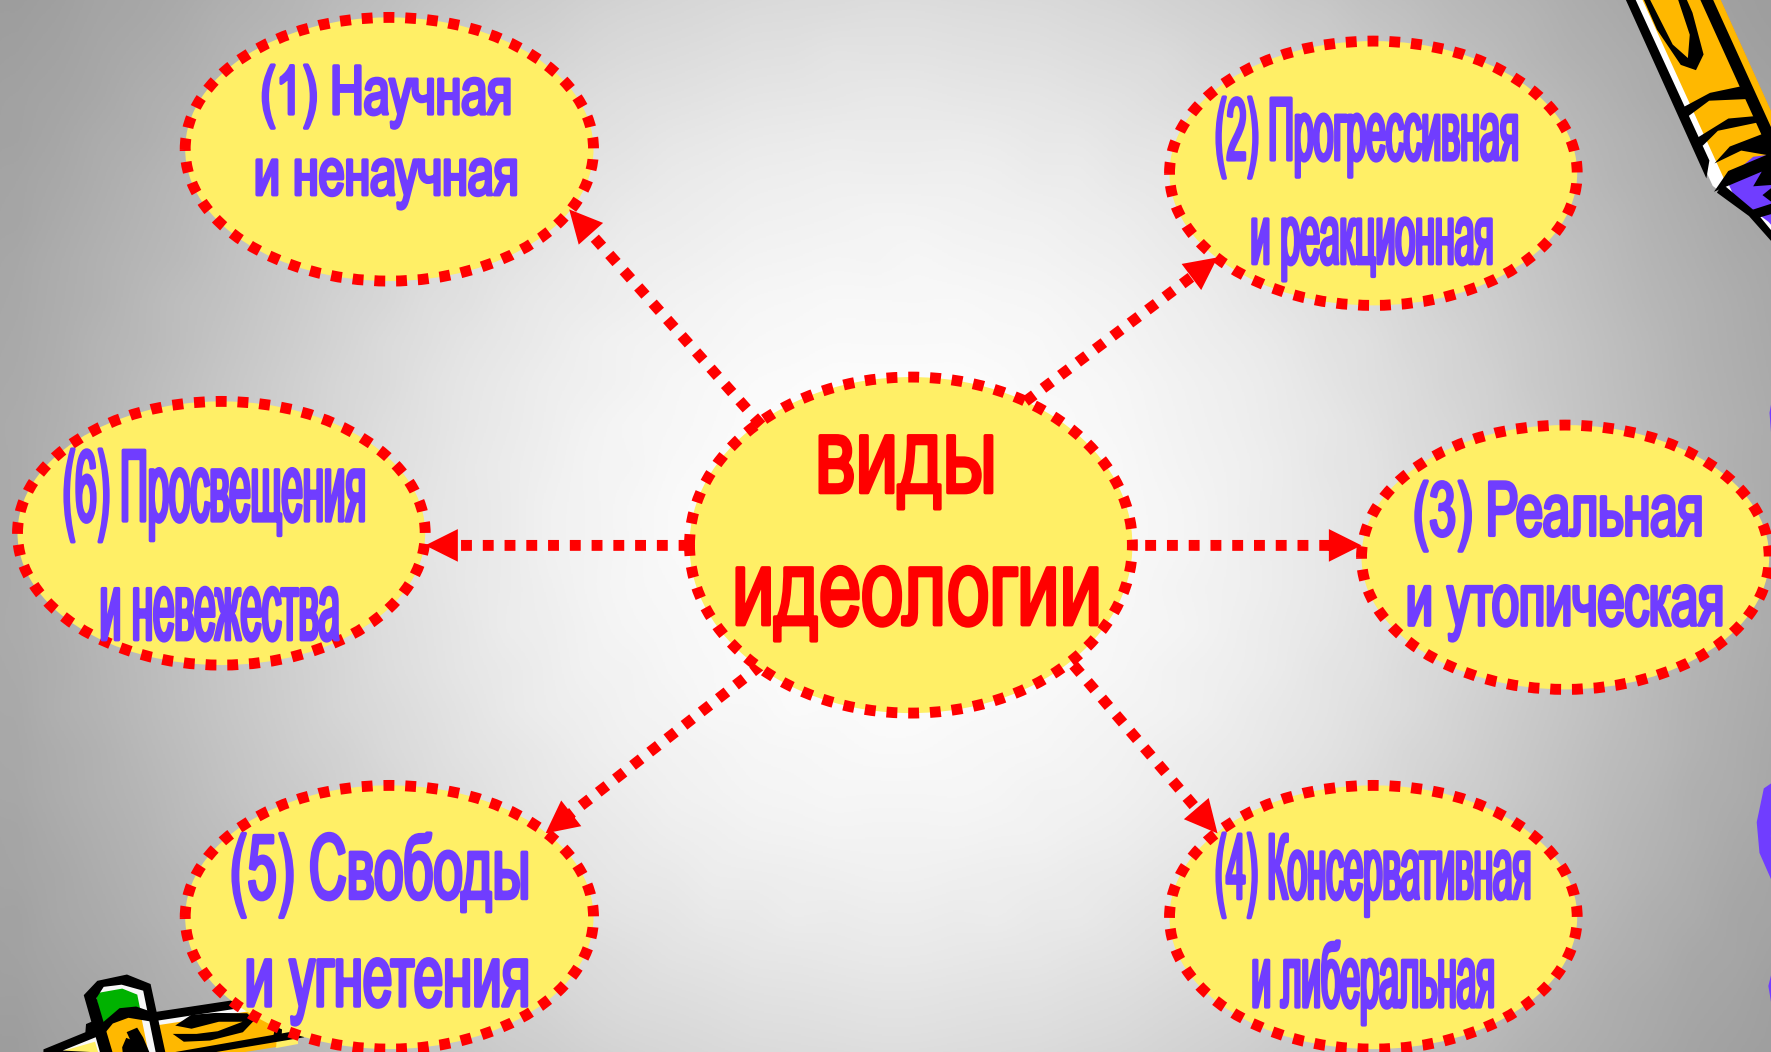 (1) Научная
и ненаучная
(2) Прогрессивная
и реакционная
(6) Просвещения
и невежества
виды
идеологии
(3) Реальная
и утопическая
(5) Свободы
и угнетения
(4) Консервативная
и либеральная